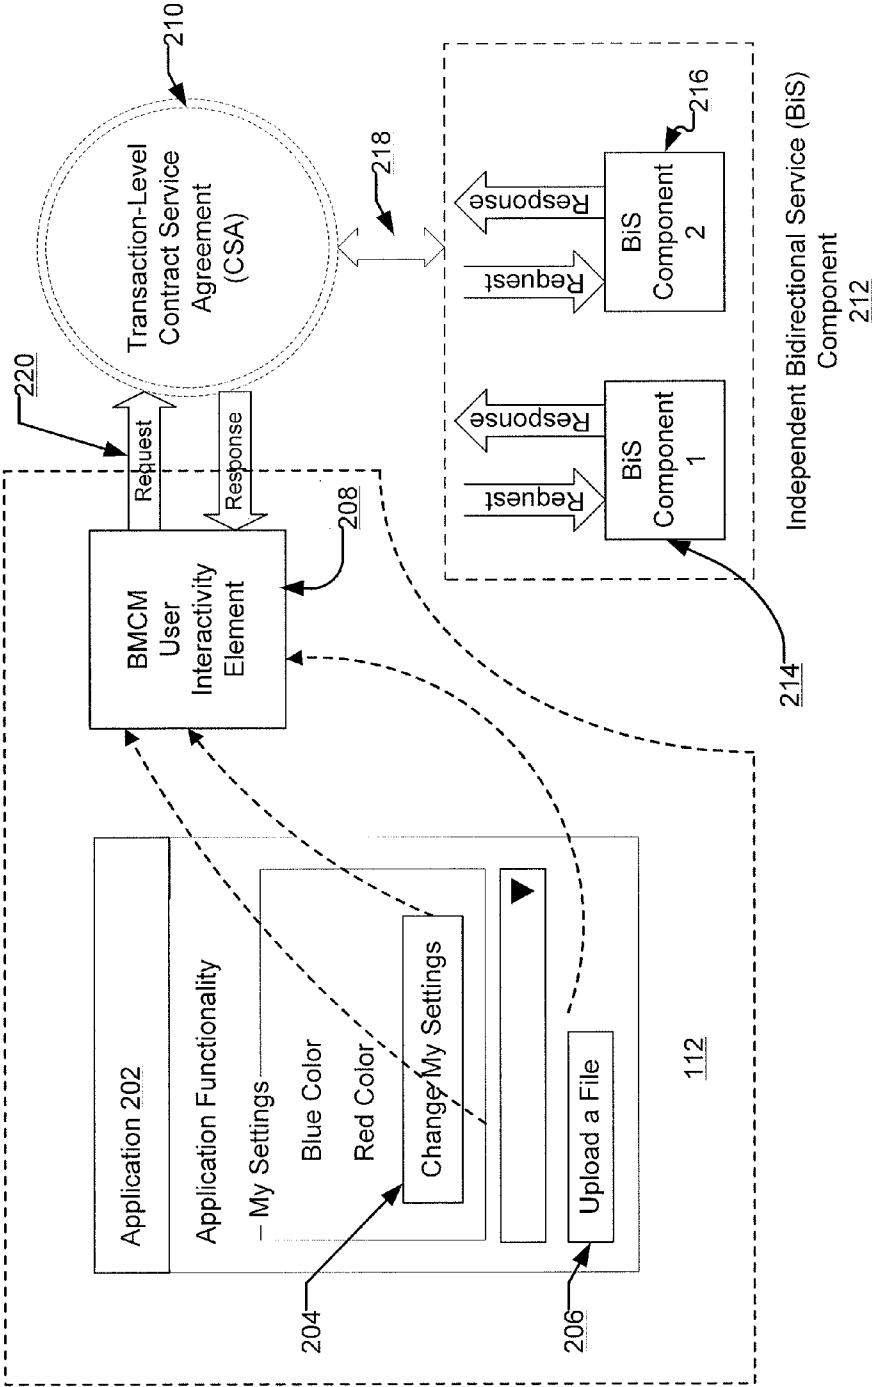 Application 202
Application Functionality
My Settings
Blue Color
Red Color
Change My Settings
Upload a File
204
206
112
BMCM
User
Interactivity
Element
208
Request
Response
220
Transaction-Level
Contract Service
Agreement
(CSA)
210
218
Request
Response
BiS
Component
1
214
Request
Response
BiS
Component
2
216
Independent Bidirectional Service (BiS)
Component
212